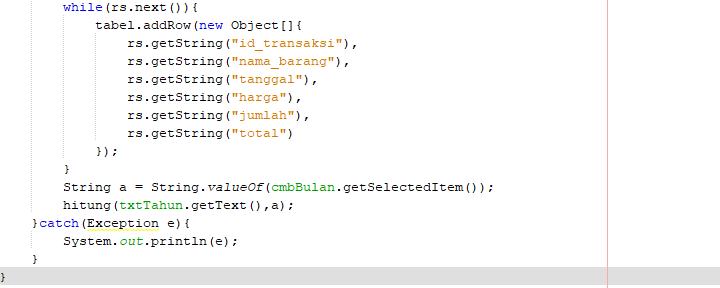 while(rs.next()){
tabel.addRow(new Object[]{
rs.getString("id_transaksi"),
rs.getString("nama_barang"),
rs.getString("tanggal"),
rs.getString("harga"),
rs.getString("jumlah"),
rs.getString("total")
});
}
String a = String.valueOf(cmbBulan.getSelectedItem());
hitung(txtTahun.getText(),a);
}catch(Exception e){
System.out.println(e);
}
}